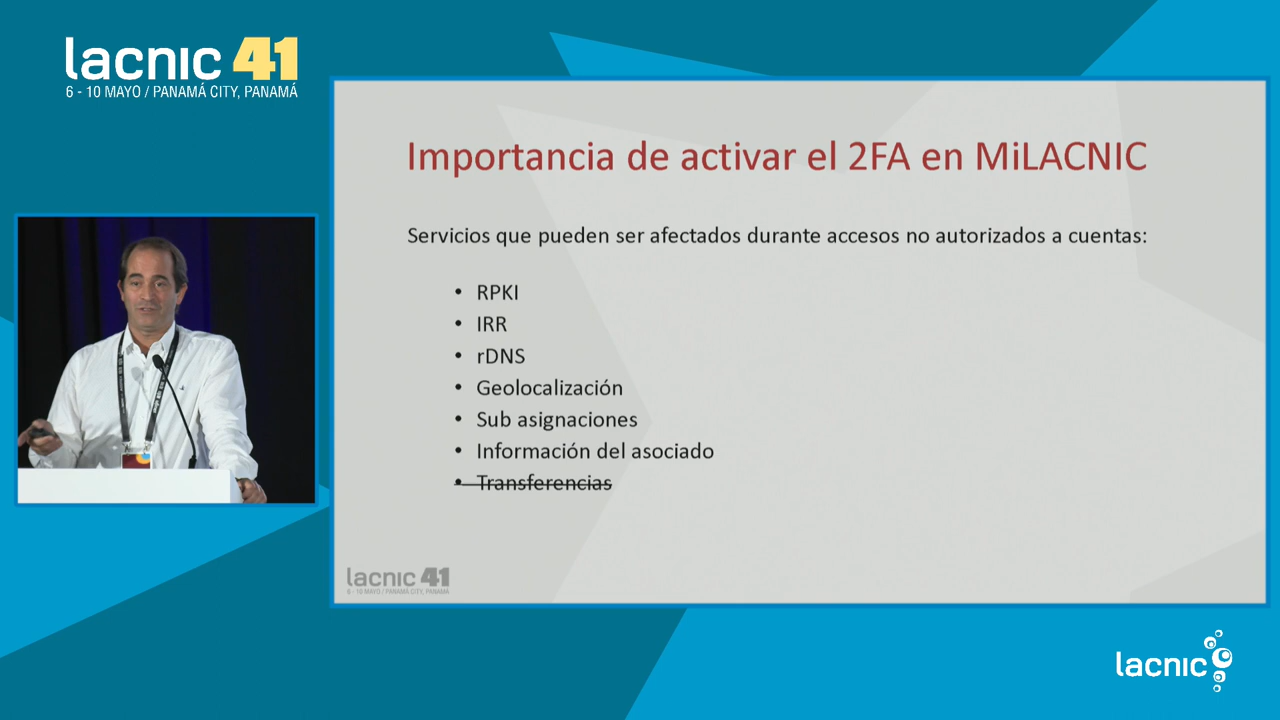 lacnic 41
6 - 10 MAYO / PANAMÁ CITY, PANAMÁ
Importancia de activar el 2FA en MiLACNIC
Servicios que pueden ser afectados durante accesos no autorizados a cuentas:
• RPKI
• IRR
• rDNS
• Geolocalización
• Sub asignaciones
• Información del asociado
• Transferencias
lacnic 41
6 - 10 MAYO / PANAMÁ CITY, PANAMÁ
lacnic